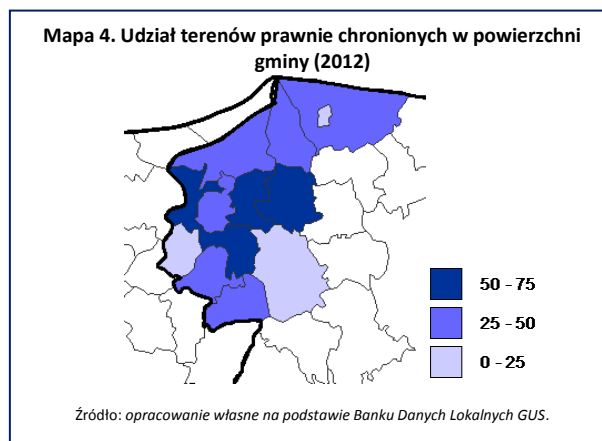 Mapa 4. Udział terenów prawnie chronionych w powierzchni
gminy (2012)
50 - 75
25 - 50
0 - 25
Źródło: opracowanie własne na podstawie Banku Danych Lokalnych GUS.